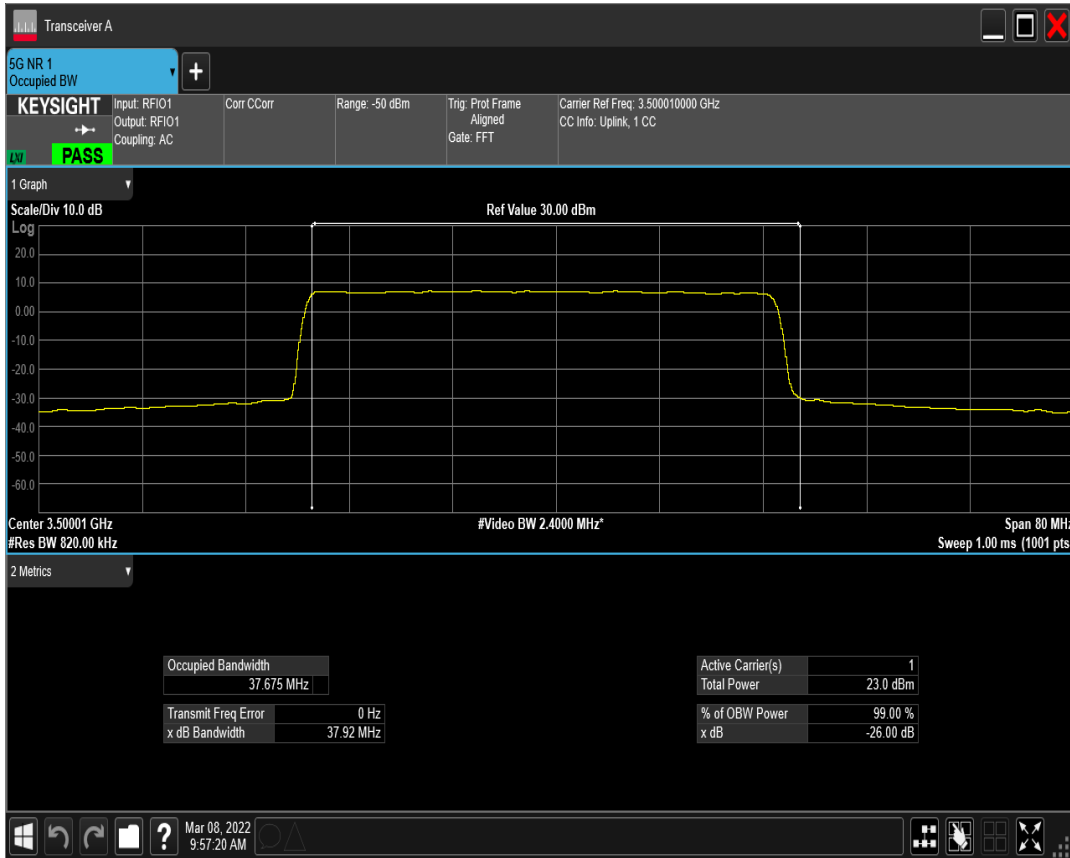 Transceiver A
5G NR 1
Occupied BW
KEYSIGHT
LXI
PASS
Input: RFIO1
Output: RFIO1
Coupling: AC
Corr CCorr
Range: -50 dBm
Trig: Prot Frame
Aligned
Gate: FFT
Carrier Ref Freq: 3.500010000 GHz
CC Info: Uplink, 1 CC
1 Graph
Scale/Div 10.0 dB
Ref Value 30.00 dBm
Log
20.0
10.0
0.00
-10.0
-20.0
-30.0
-40.0
-50.0
-60.0
Center 3.50001 GHz
#Video BW 2.4000 MHz*
Span 80 MHz
#Res BW 820.00 kHz
Sweep 1.00 ms (1001 pts
2 Metrics
Occupied Bandwidth
37.675 MHz
Transmit Freq Error 0 Hz
x dB Bandwidth 37.92 MHz
Active Carrier(s) 1
Total Power 23.0 dBm
% of OBW Power 99.00 %
x dB -26.00 dB
?
Mar 08, 2022
9:57:20 AM